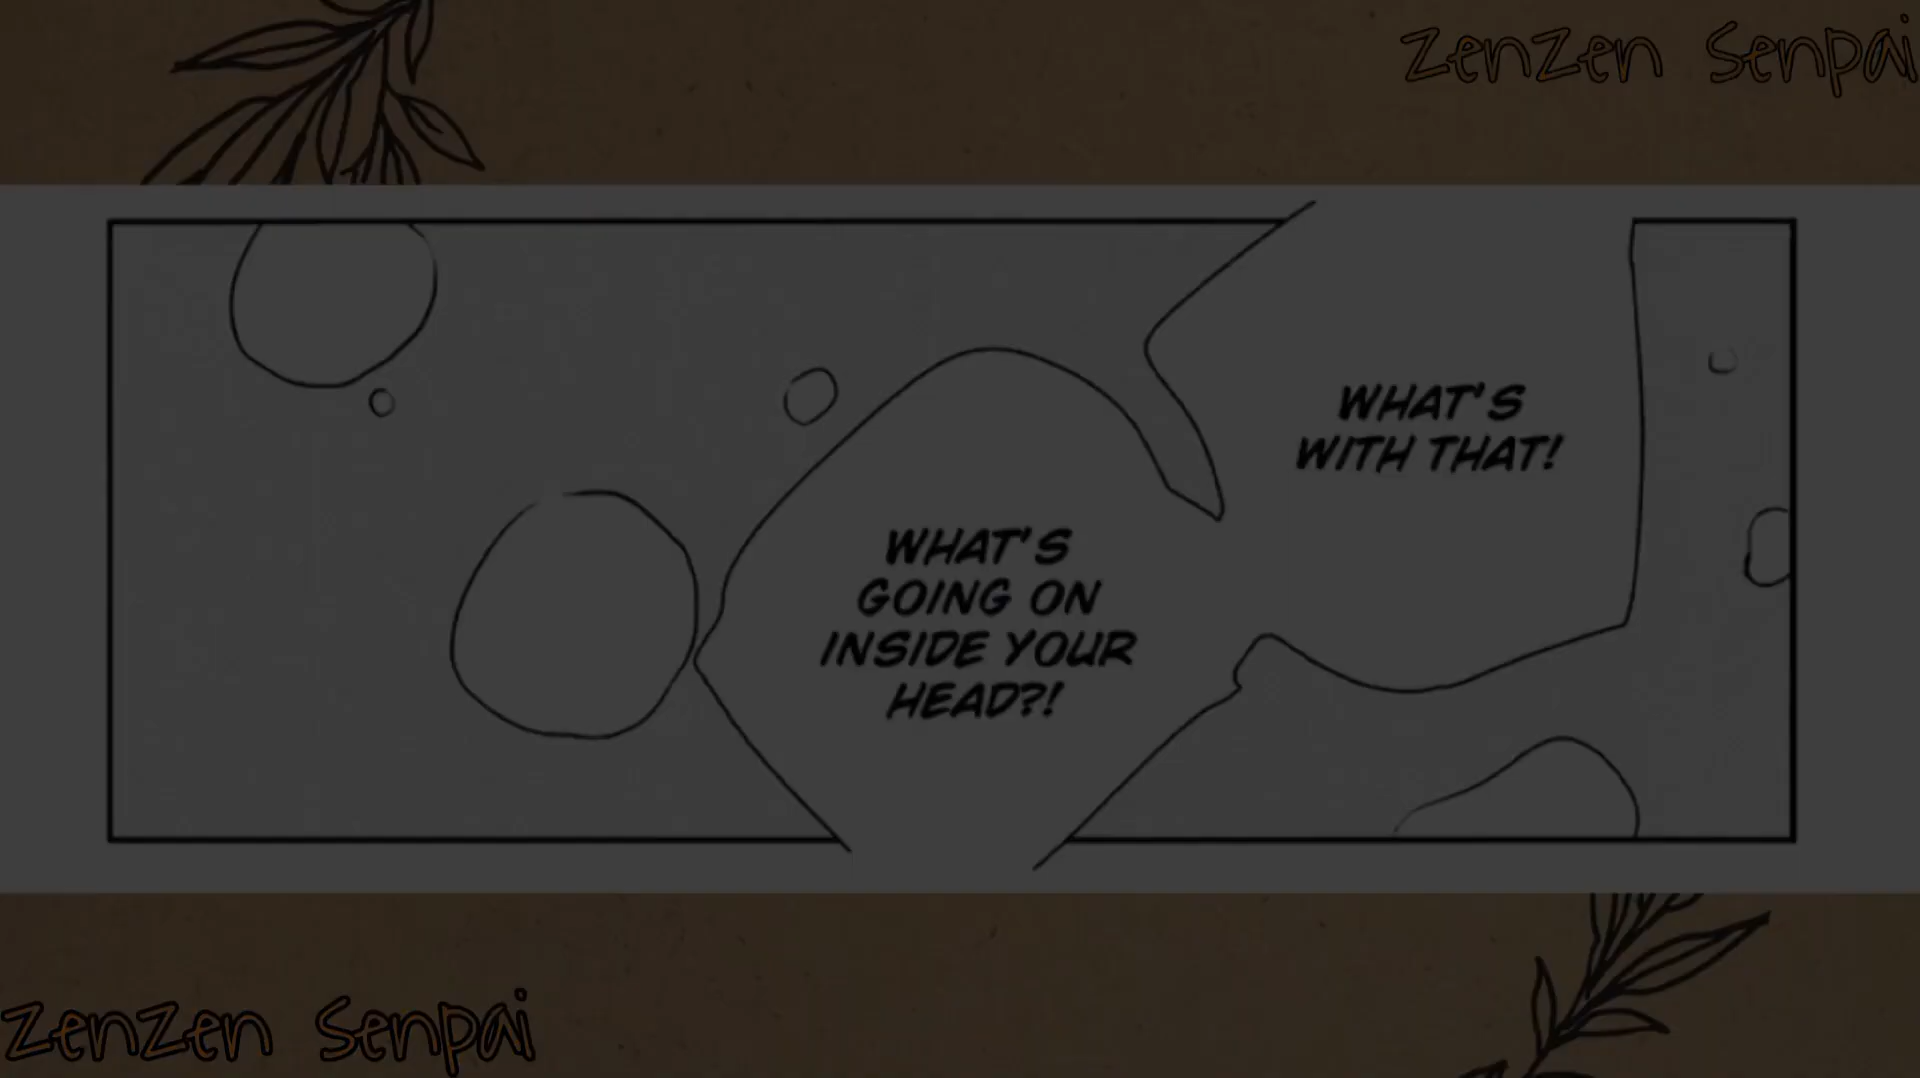 ZenZen Senpai
WHAT'S
WITH THAT!
WHAT'S
GOING ON
INSIDE YOUR
HEAD?!
ZenZen Senpai